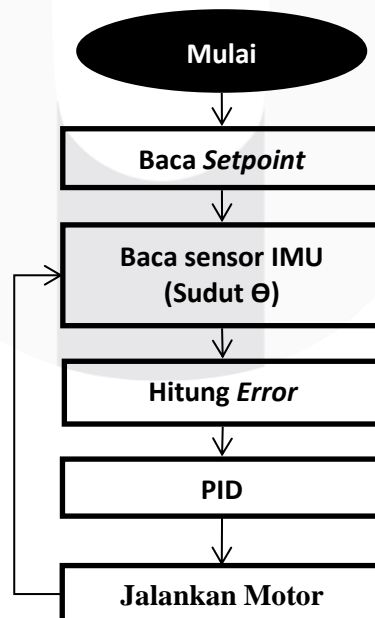 Mulai
Baca Setpoint
Baca sensor IMU
(Sudut ϴ)
Hitung Error
PID
Jalankan Motor